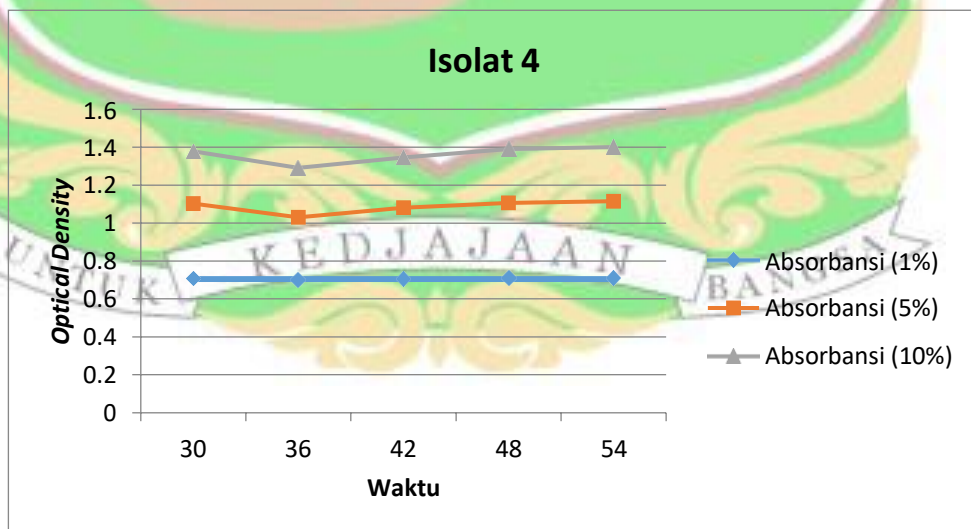 Isolat 4
1.6
1.4
1.2
1
0.8
0.6
0.4
0.2
0
Optical Density
30 36 42 48 54
Waktu
Absorbansi (1%)
Absorbansi (5%)
Absorbansi (10%)
UNTUK KEDJAJAAN BANGSA